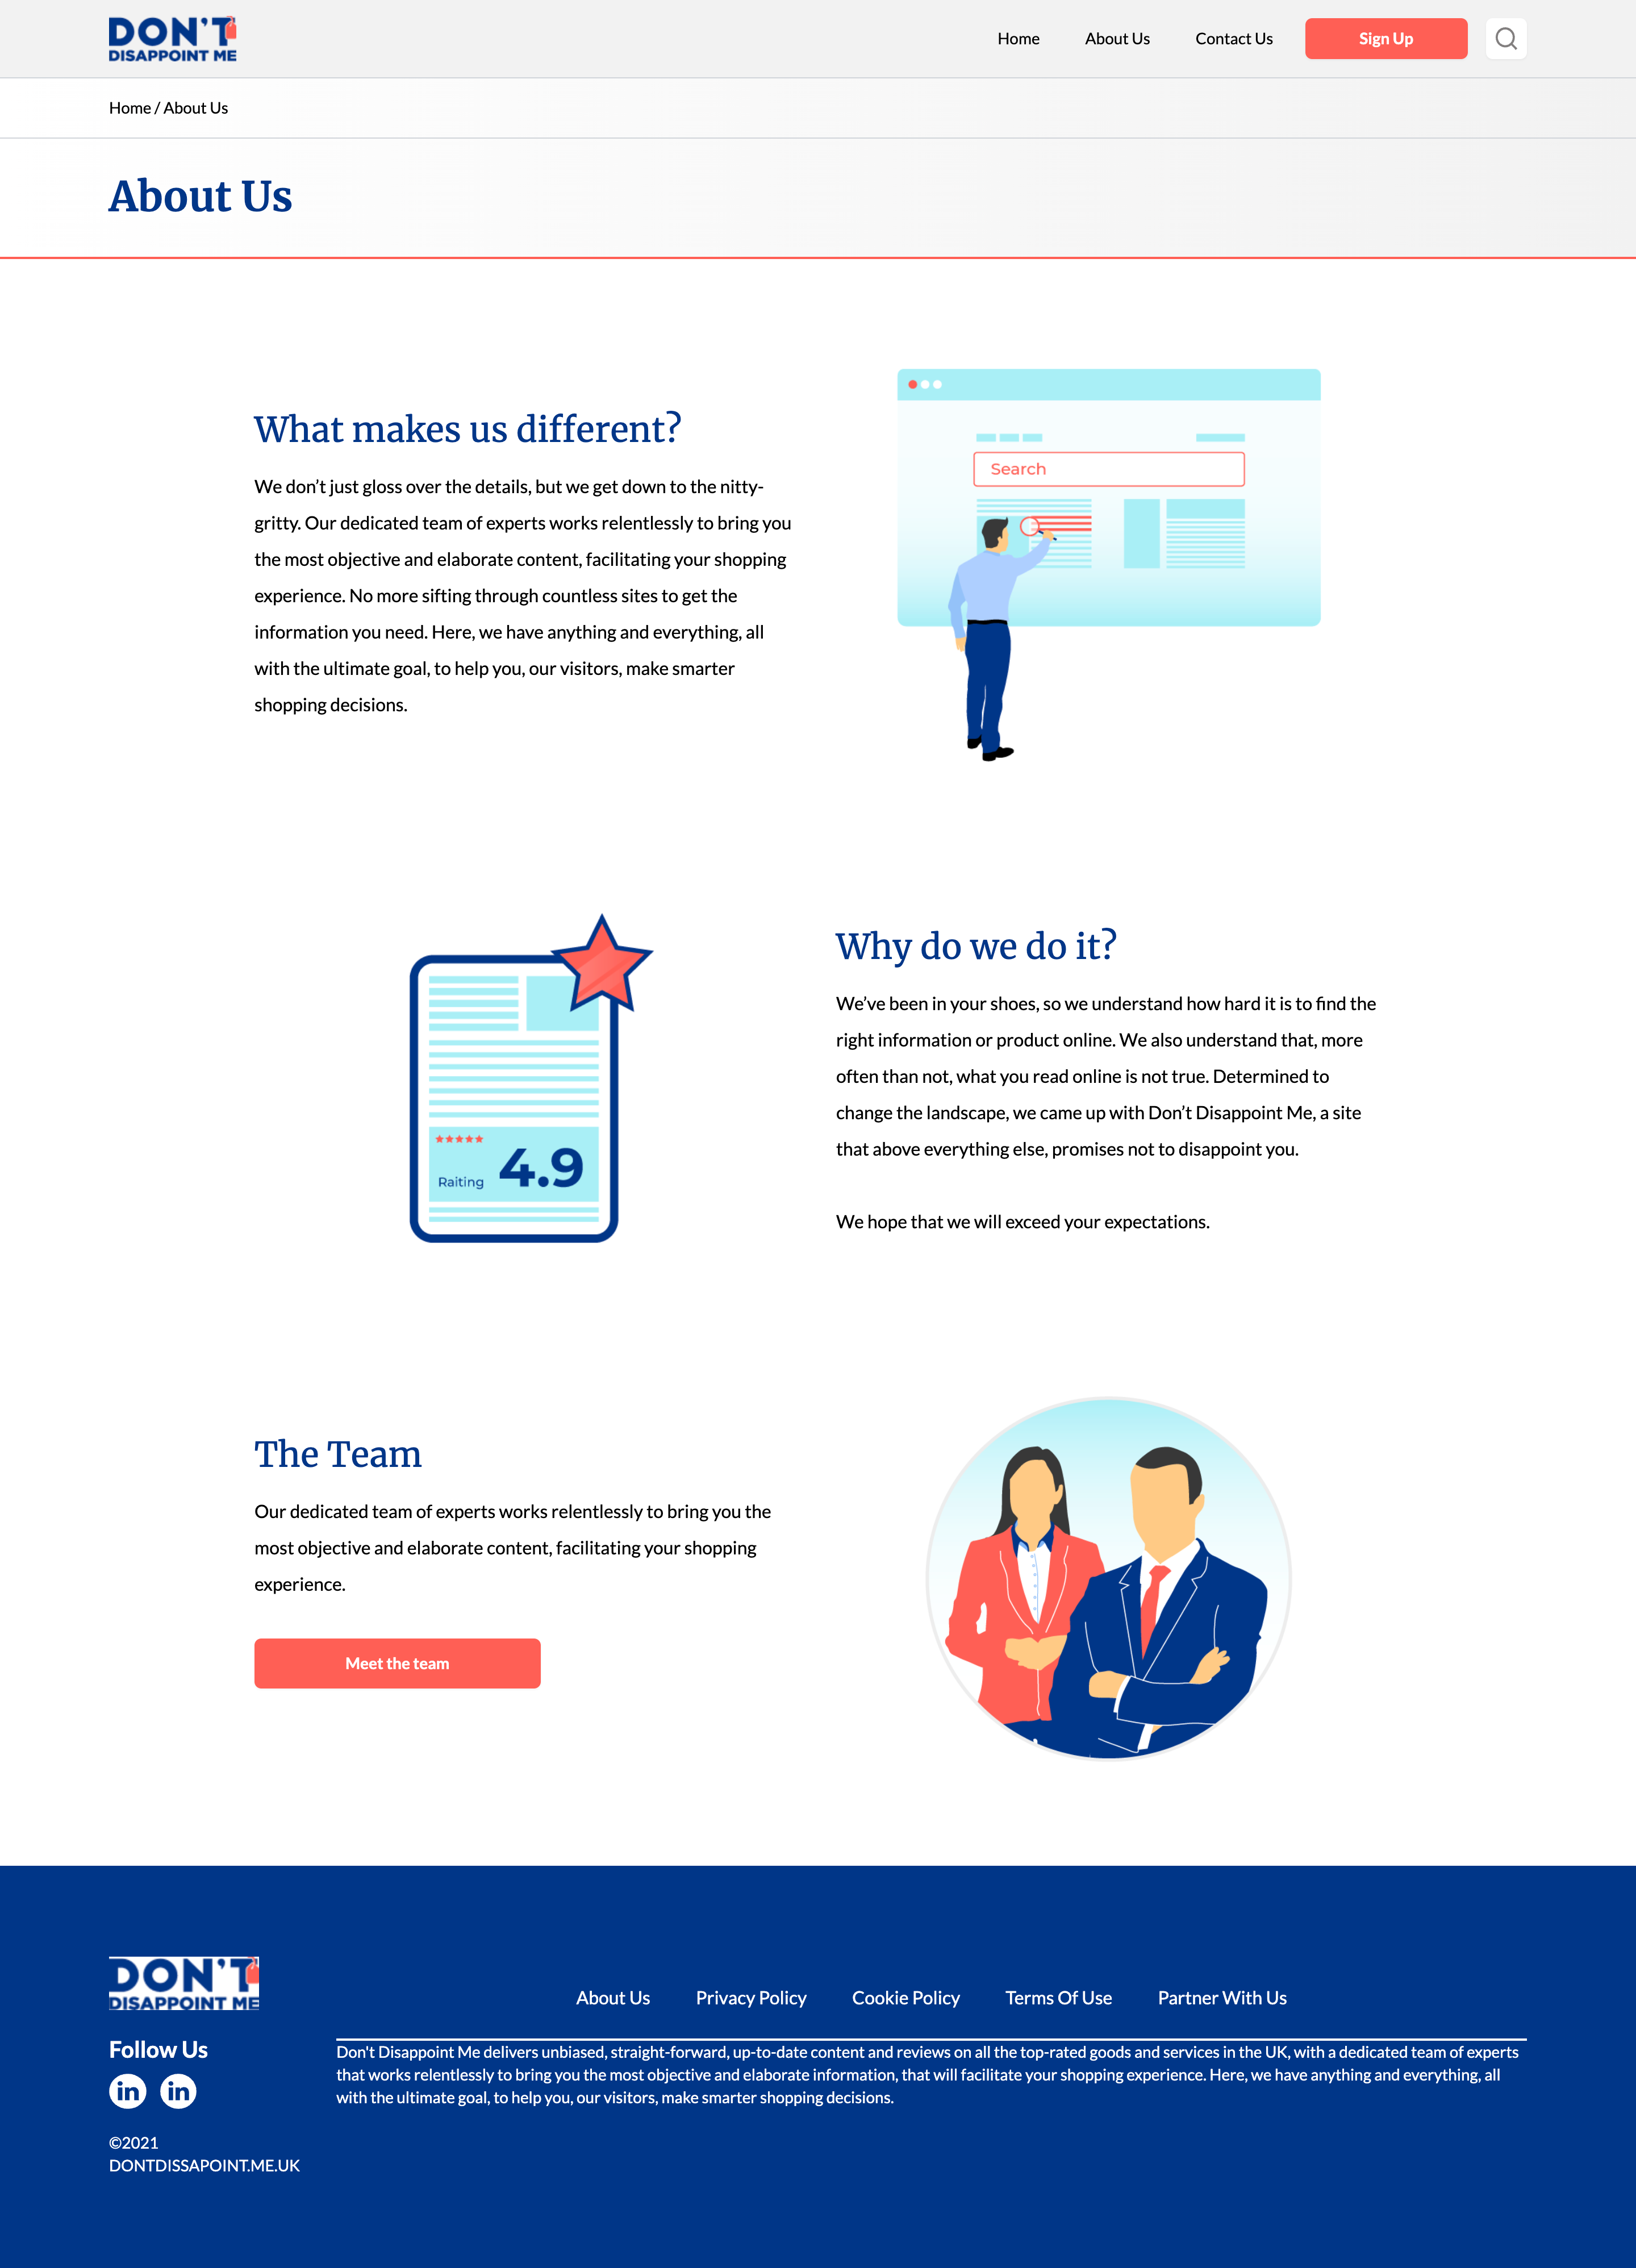 DON'T
DISAPPOINT ME
Home
About Us
Contact Us
Sign Up
Home / About Us
About Us
What makes us different?
We don’t just gloss over the details, but we get down to the nitty-
gritty. Our dedicated team of experts works relentlessly to bring you
the most objective and elaborate content, facilitating your shopping
experience. No more sifting through countless sites to get the
information you need. Here, we have anything and everything, all
with the ultimate goal, to help you, our visitors, make smarter
shopping decisions.
Search
Raiting
4.9
Why do we do it?
We’ve been in your shoes, so we understand how hard it is to find the
right information or product online. We also understand that, more
often than not, what you read online is not true. Determined to
change the landscape, we came up with Don’t Disappoint Me, a site
that above everything else, promises not to disappoint you.
We hope that we will exceed your expectations.
The Team
Our dedicated team of experts works relentlessly to bring you the
most objective and elaborate content, facilitating your shopping
experience.
Meet the team
DON'T
DISAPPOINT ME
Follow Us
in in
©2021
DONTDISSAPOINT.ME.UK
About Us
Privacy Policy
Cookie Policy
Terms Of Use
Partner With Us
Don't Disappoint Me delivers unbiased, straight-forward, up-to-date content and reviews on all the top-rated goods and services in the UK, with a dedicated team of experts
that works relentlessly to bring you the most objective and elaborate information, that will facilitate your shopping experience. Here, we have anything and everything, all
with the ultimate goal, to help you, our visitors, make smarter shopping decisions.